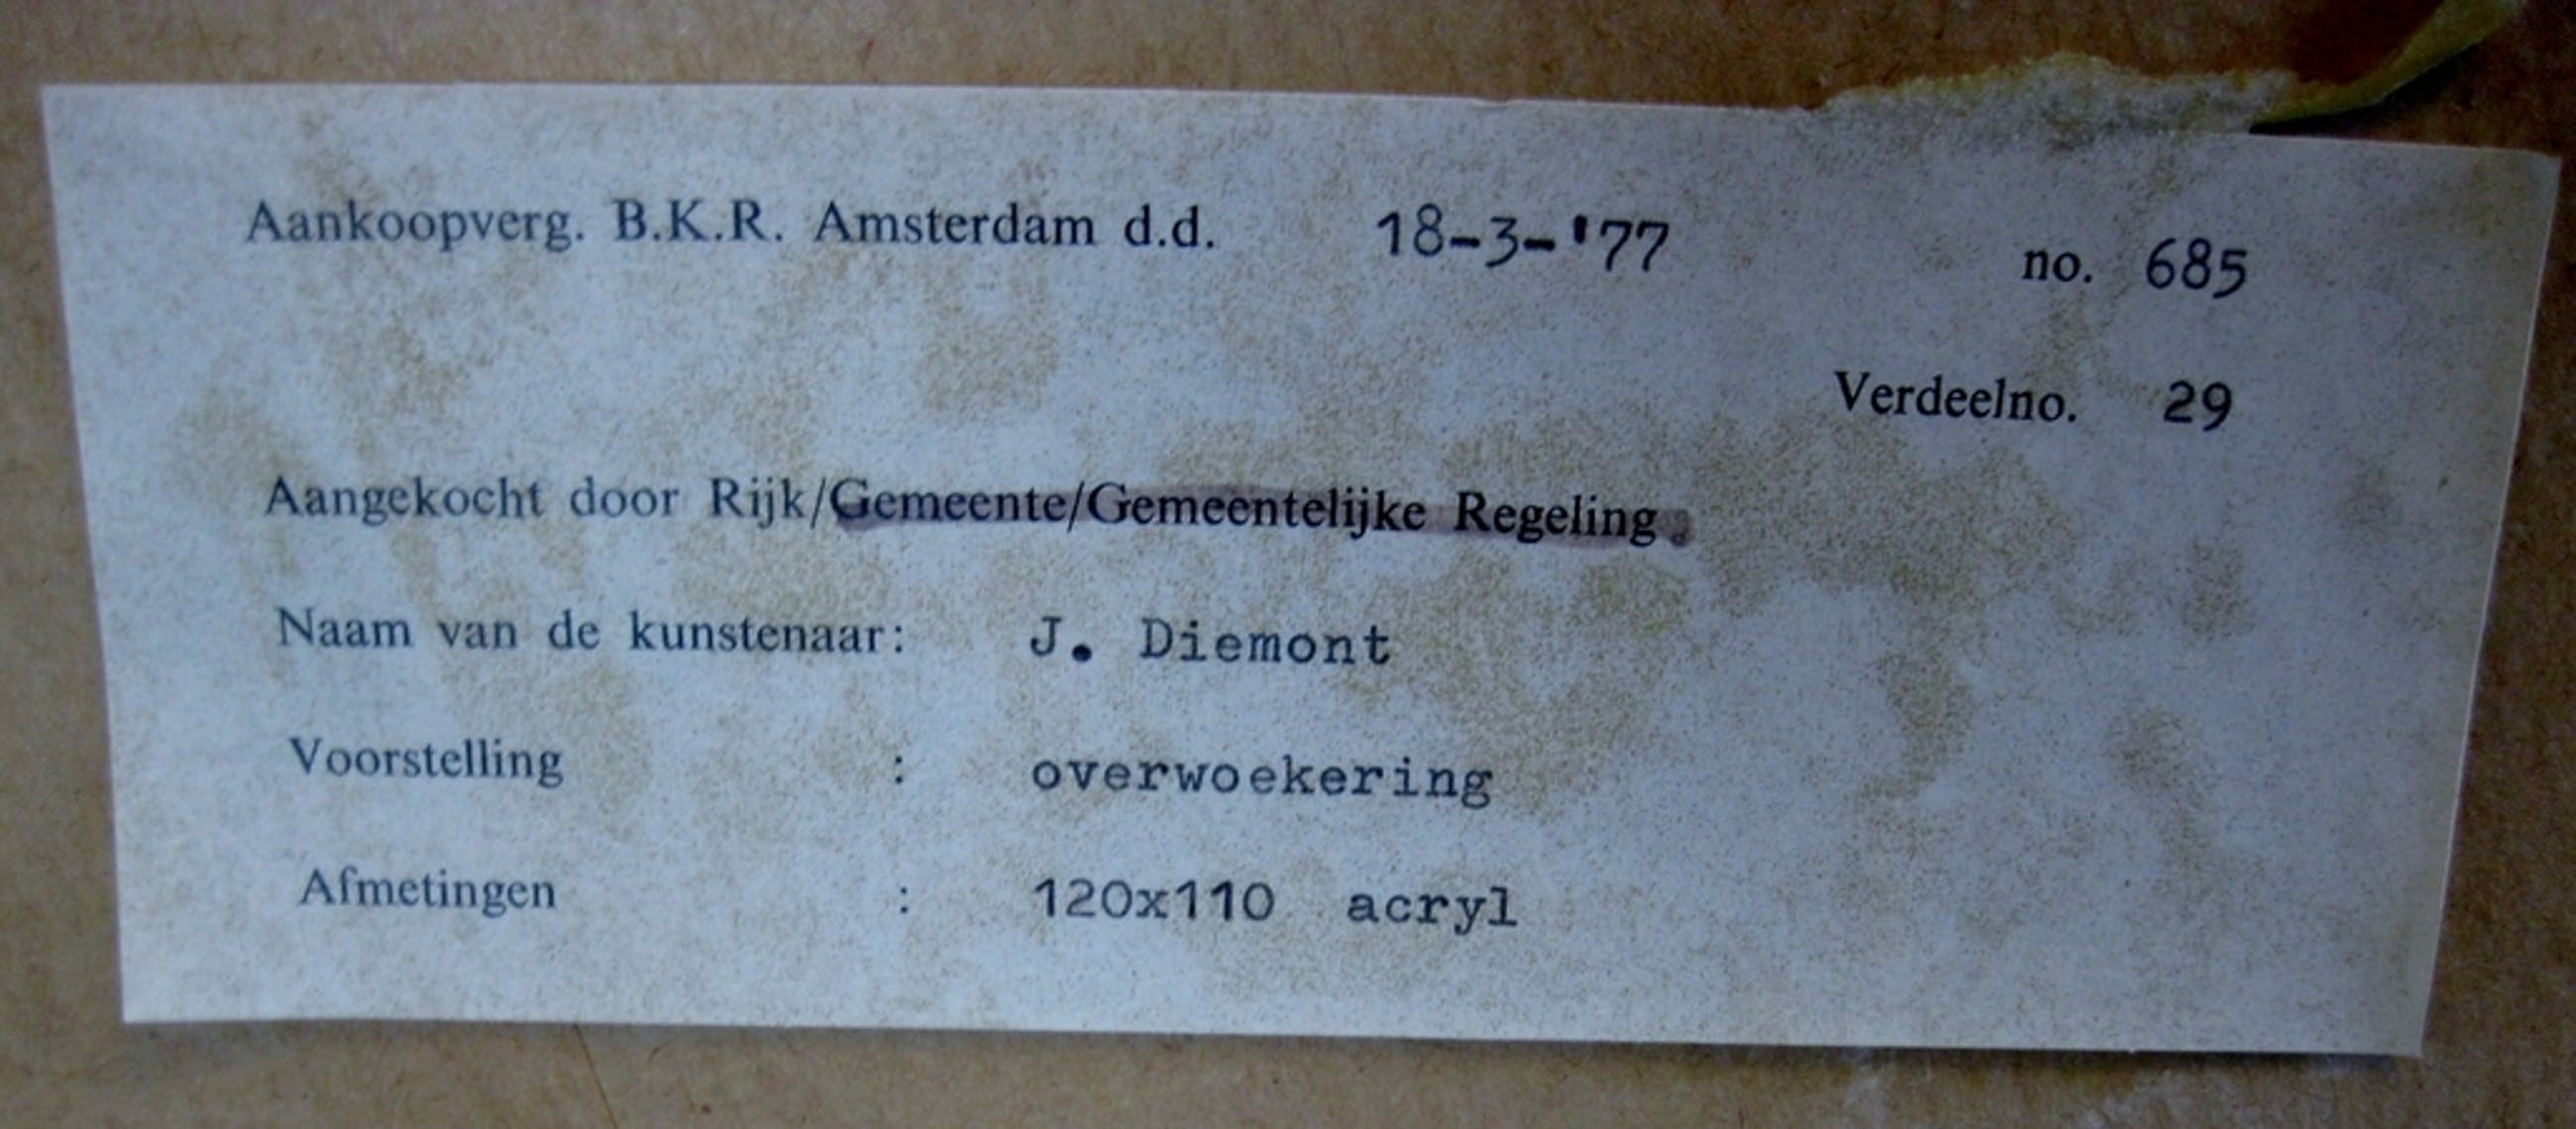 Aankoopverg. B.K.R. Amsterdam d.d. 18-3-'77 no. 685
Verdeelno. 29
Aangekocht door Rijk/Gemeente/Gemeentelijke Regeling.
Naam van de kunstenaar: J. Diemont
Voorstelling : overwoekering
Afmetingen : 120x110 acryl